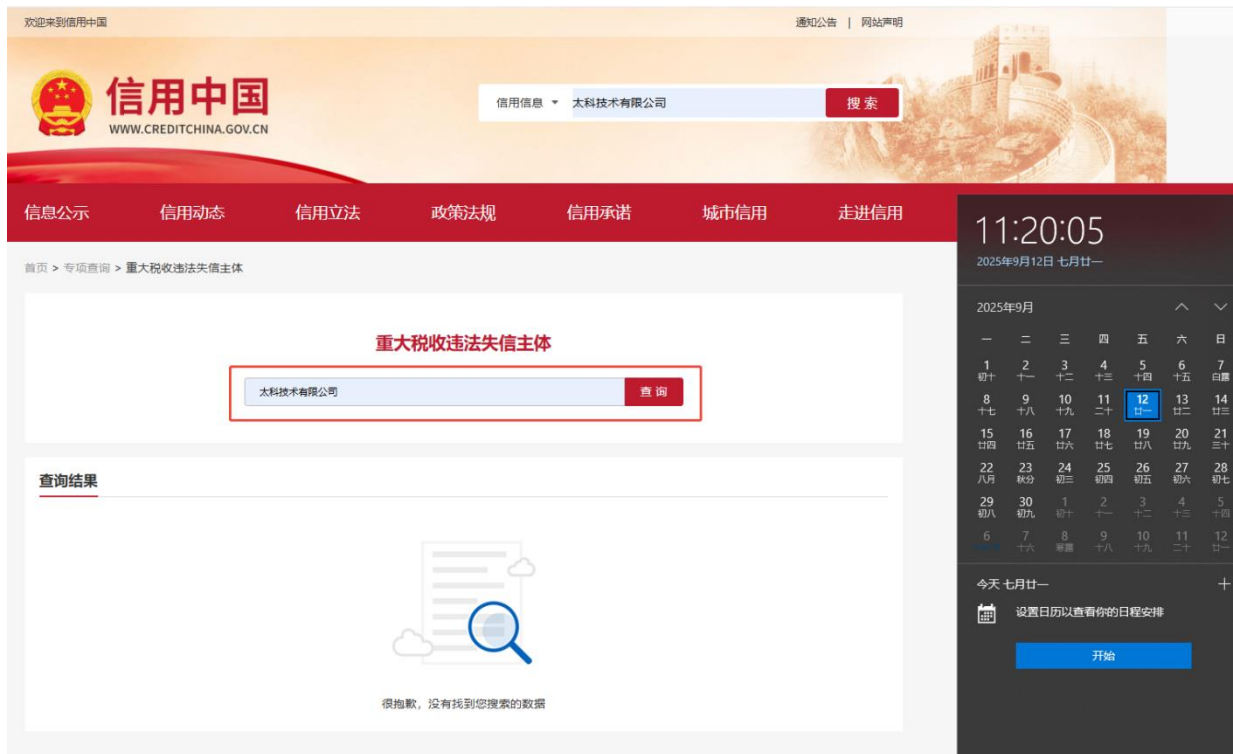 欢迎来到信用中国
通知公告 | 网站声明
信用中国
WWW.CREDITCHINA.GOV.CN
信用信息 太科技术有限公司 搜索
信息公示 信用动态 信用立法 政策法规 信用承诺 城市信用 走进信用
首页 > 专项查询 > 重大税收违法失信主体
重大税收违法失信主体
太科技术有限公司 查询
查询结果
很抱歉，没有找到您搜索的数据
11:20:05
2025年9月12日 七月廿一
2025年9月
一 二 三 四 五 六 日
1 2 3 4 5 6 7
初十 十一 十二 十三 十四 十五 白露
8 9 10 11 12 13 14
十七 十八 十九 二十 廿一 廿二 廿三
15 16 17 18 19 20 21
廿四 廿五 廿六 廿七 廿八 廿九 三十
22 23 24 25 26 27 28
八月 秋分 初三 初四 初五 初六 初七
29 30 1 2 3 4 5
初八 初九 初十 十一 十二 十三 十四
6 7 8 9 10 11 12
十六 寒露 十八 十九 二十 廿一
今天 七月廿一
设置日历以查看你的日程安排
开始